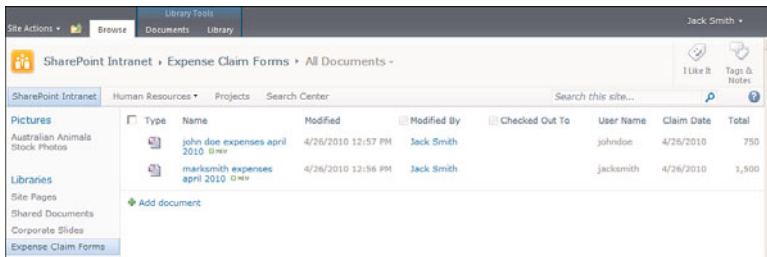 Library Tools
Jack Smith
Site Actions Browse Documents Library
SharePoint Intranet › Expense Claim Forms › All Documents
I Like It Tags & Notes
SharePoint Intranet Human Resources Projects Search Center Search this site...
Pictures
Australian Animals
Stock Photos
Libraries
Site Pages
Shared Documents
Corporate Slides
Expense Claim Forms
Type Name Modified Modified By Checked Out To User Name Claim Date Total
john doe expenses april
2010 NEW 4/26/2010 12:57 PM Jack Smith johndoe 4/26/2010 750
marksmith expenses
april 2010 NEW 4/26/2010 12:56 PM Jack Smith jacksmith 4/26/2010 1,500
Add document